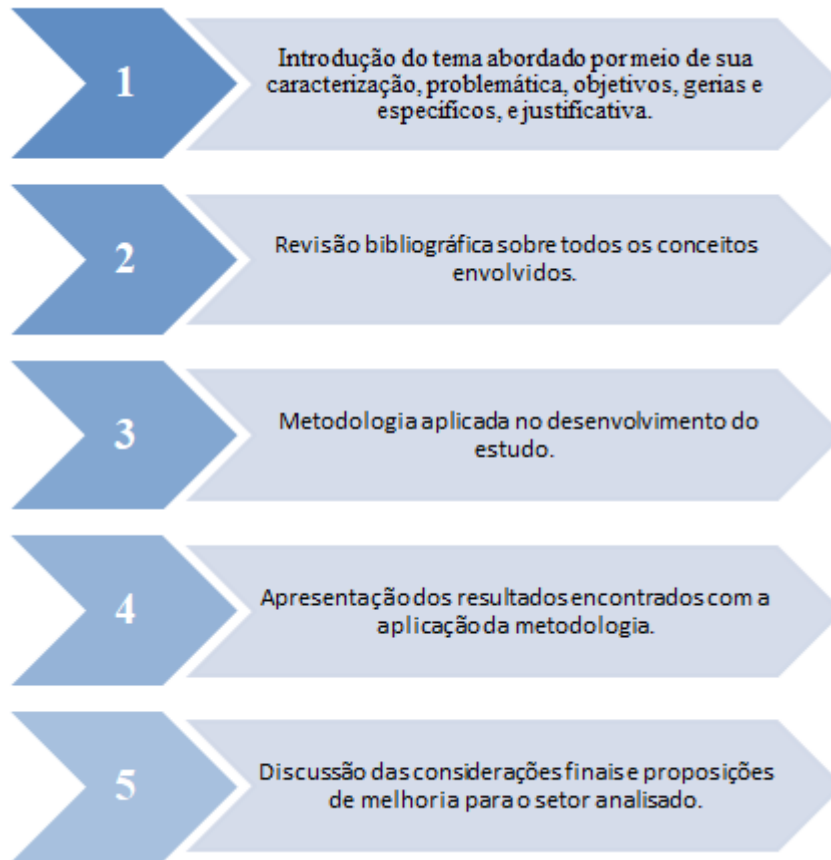 1
Introdução do tema abordado por meio de sua
caracterização, problemática, objetivos, gerias e
específicos, e justificativa.
2
Revisão bibliográfica sobre todos os conceitos
envolvidos.
3
Metodologia aplicada no desenvolvimento do
estudo.
4
Apresentação dos resultados encontrados com a
aplicação da metodologia.
5
Discussão das considerações finais e proposições
de melhoria para o setor analisado.